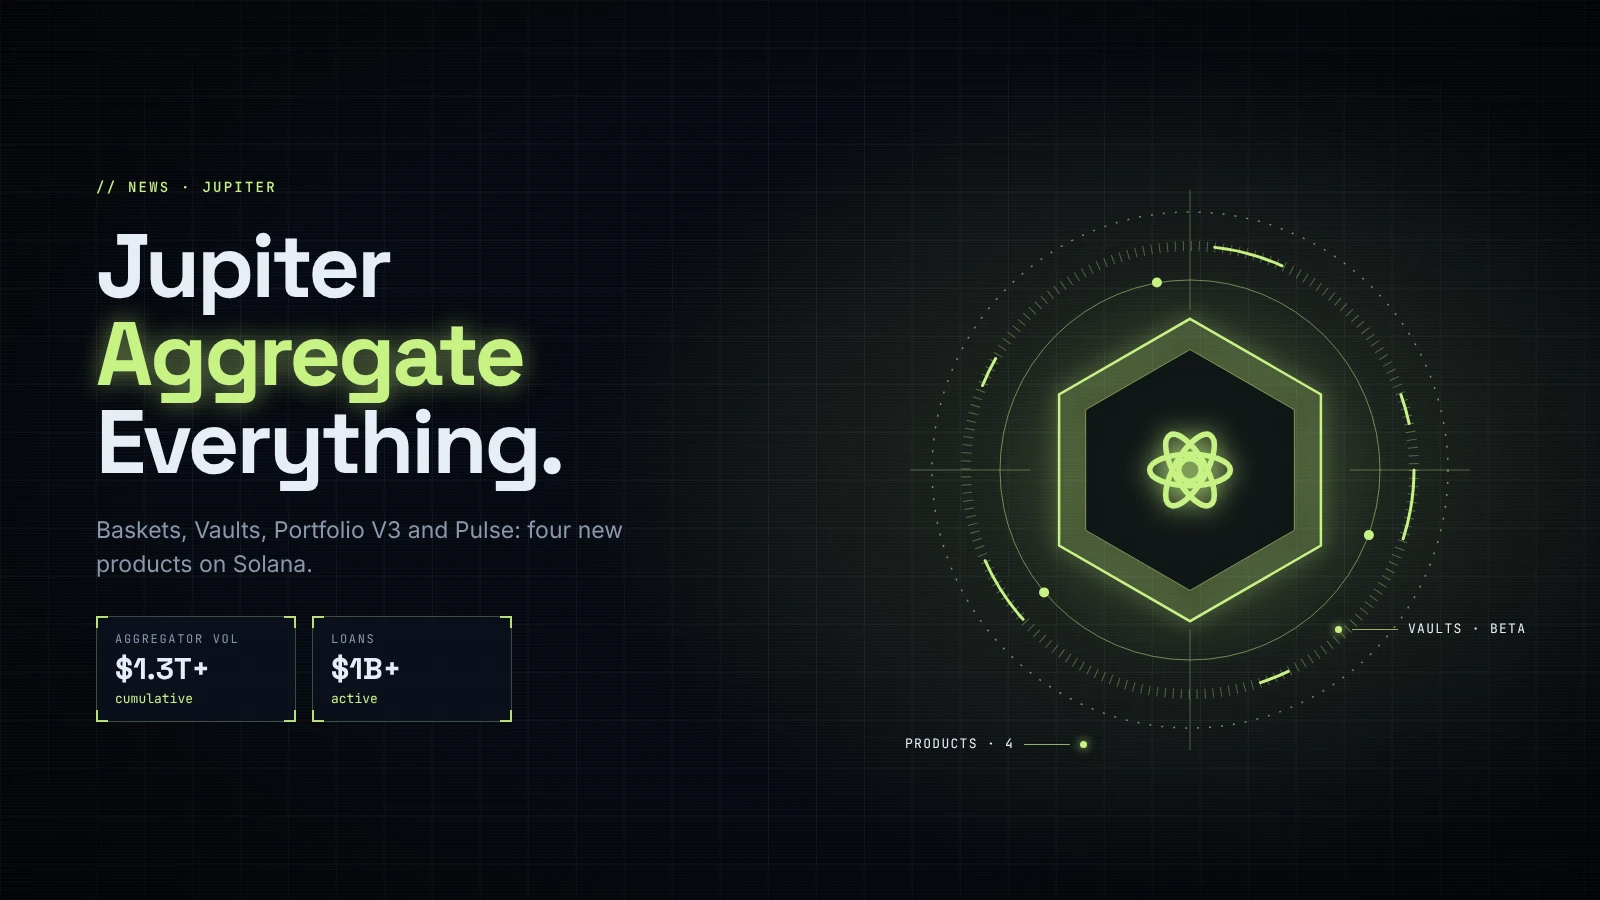 // NEWS · JUPITER
Jupiter
Aggregate
Everything.
Baskets, Vaults, Portfolio V3 and Pulse: four new
products on Solana.
AGGREGATOR VOL
$1.3T+
cumulative
LOANS
$1B+
active
VAULTS · BETA
PRODUCTS · 4